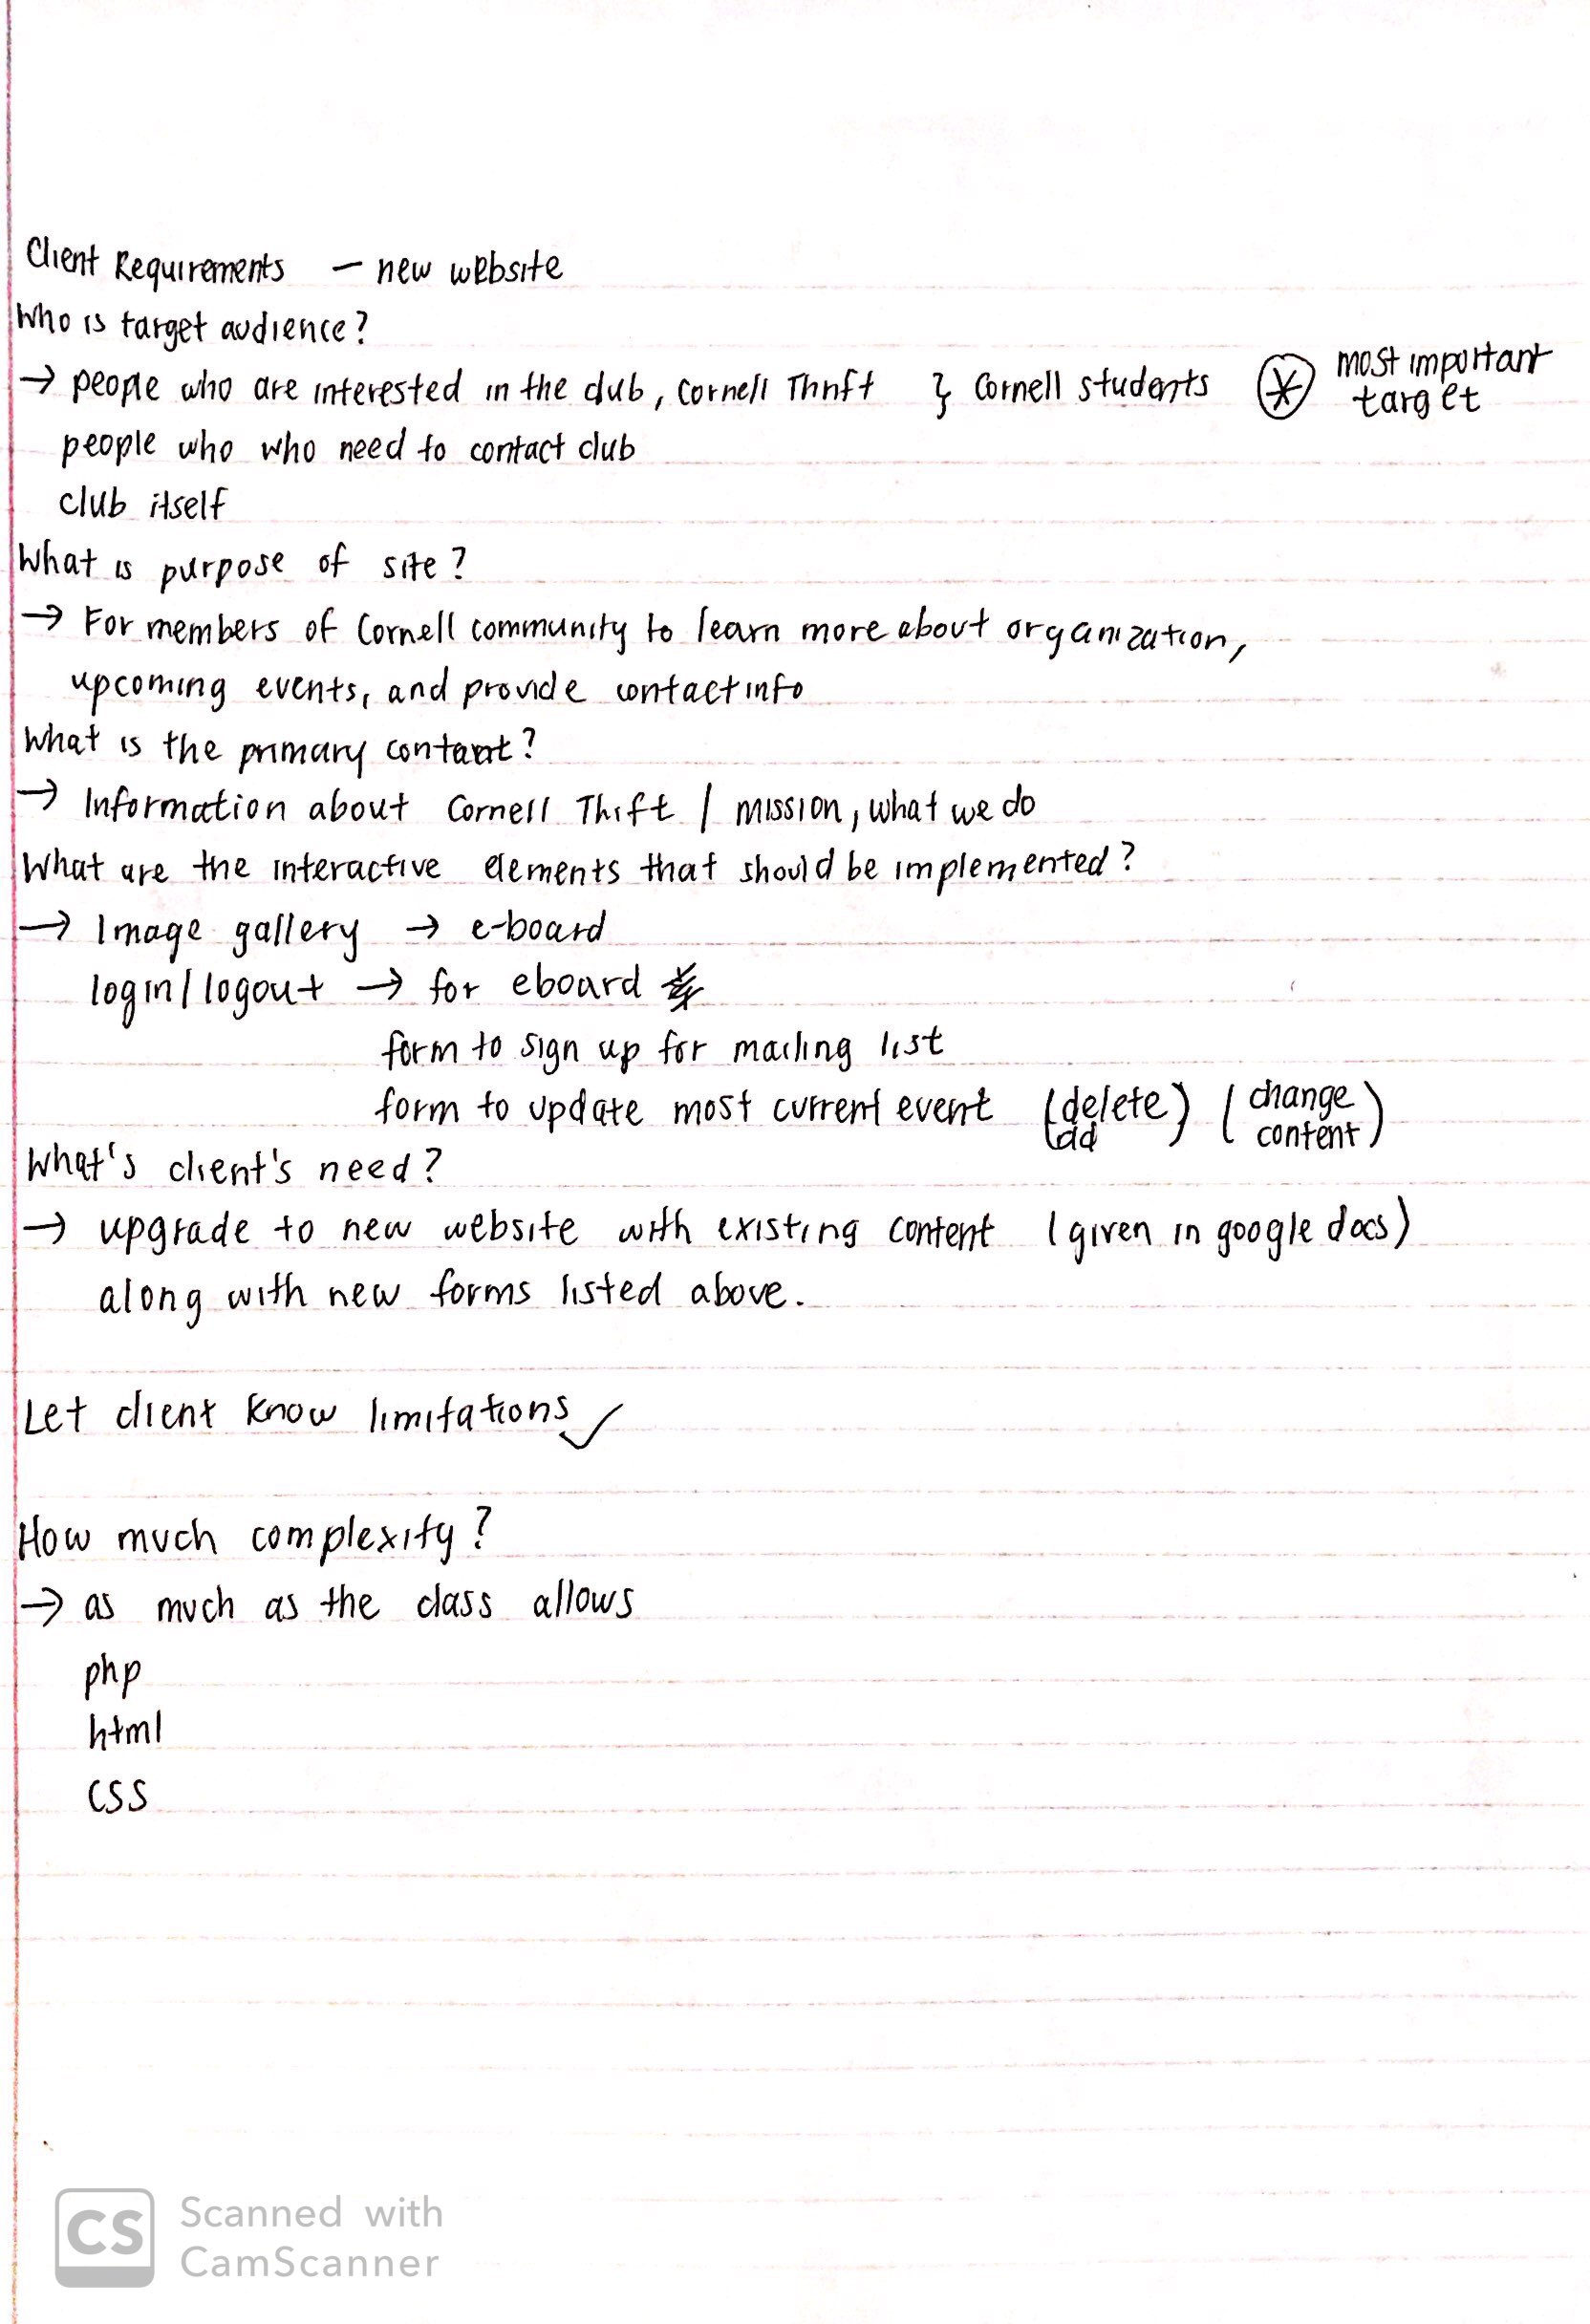 Client Requirements — new website
Who is target audience?
→ people who are interested in the club, Cornell Thrift } Cornell students ⊛ most important target
people who who need to contact club
club itself
What is purpose of site?
→ For members of Cornell community to learn more about organization,
upcoming events, and provide contact info
What is the primary content?
→ Information about Cornell Thift / mission, what we do
What are the interactive elements that should be implemented?
→ Image gallery → e-board
login/logout → for eboard
form to sign up for mailing list
form to update most current event (delete) (change
add content)
What's client's need?
→ upgrade to new website with existing content (given in google docs)
along with new forms listed above.
Let client know limitations ✓
How much complexity?
→ as much as the class allows
php
html
CSS
CS Scanned with
CamScanner